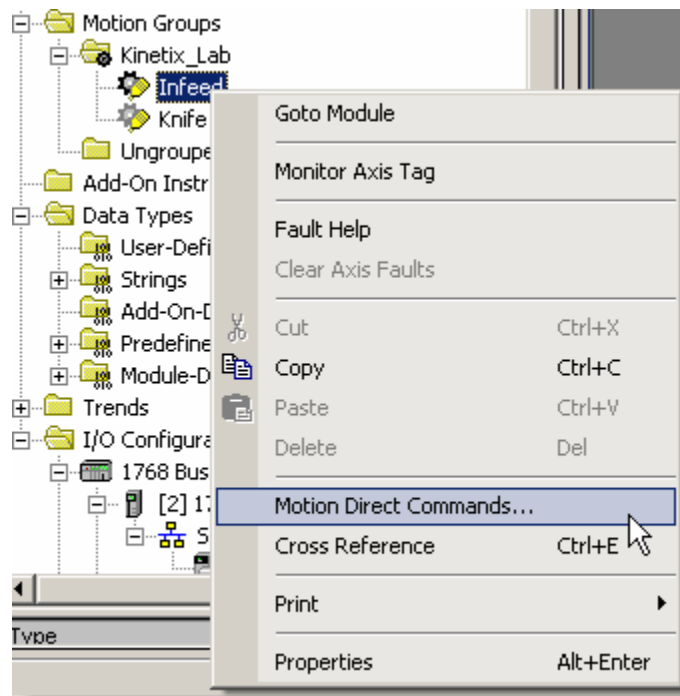 Motion Groups
Kinetix_Lab
Infeed
Knife
Ungroupe
Add-On Instr
Data Types
User-Defi
Strings
Add-On-D
Predefine
Module-D
Trends
I/O Configura
1768 Bus
[2] 17
S
Type
Goto Module
Monitor Axis Tag
Fault Help
Clear Axis Faults
Cut Ctrl+X
Copy Ctrl+C
Paste Ctrl+V
Delete Del
Motion Direct Commands...
Cross Reference Ctrl+E
Print
Properties Alt+Enter